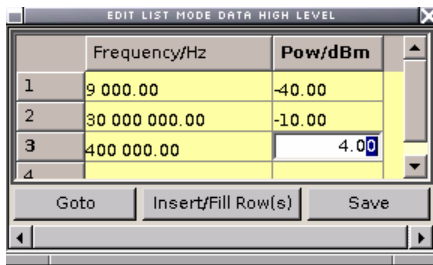 EDIT LIST MODE DATA HIGH LEVEL
Frequency/Hz Pow/dBm
1 9 000.00 -40.00
2 30 000 000.00 -10.00
3 400 000.00 4.00
4
Goto Insert/Fill Row(s) Save